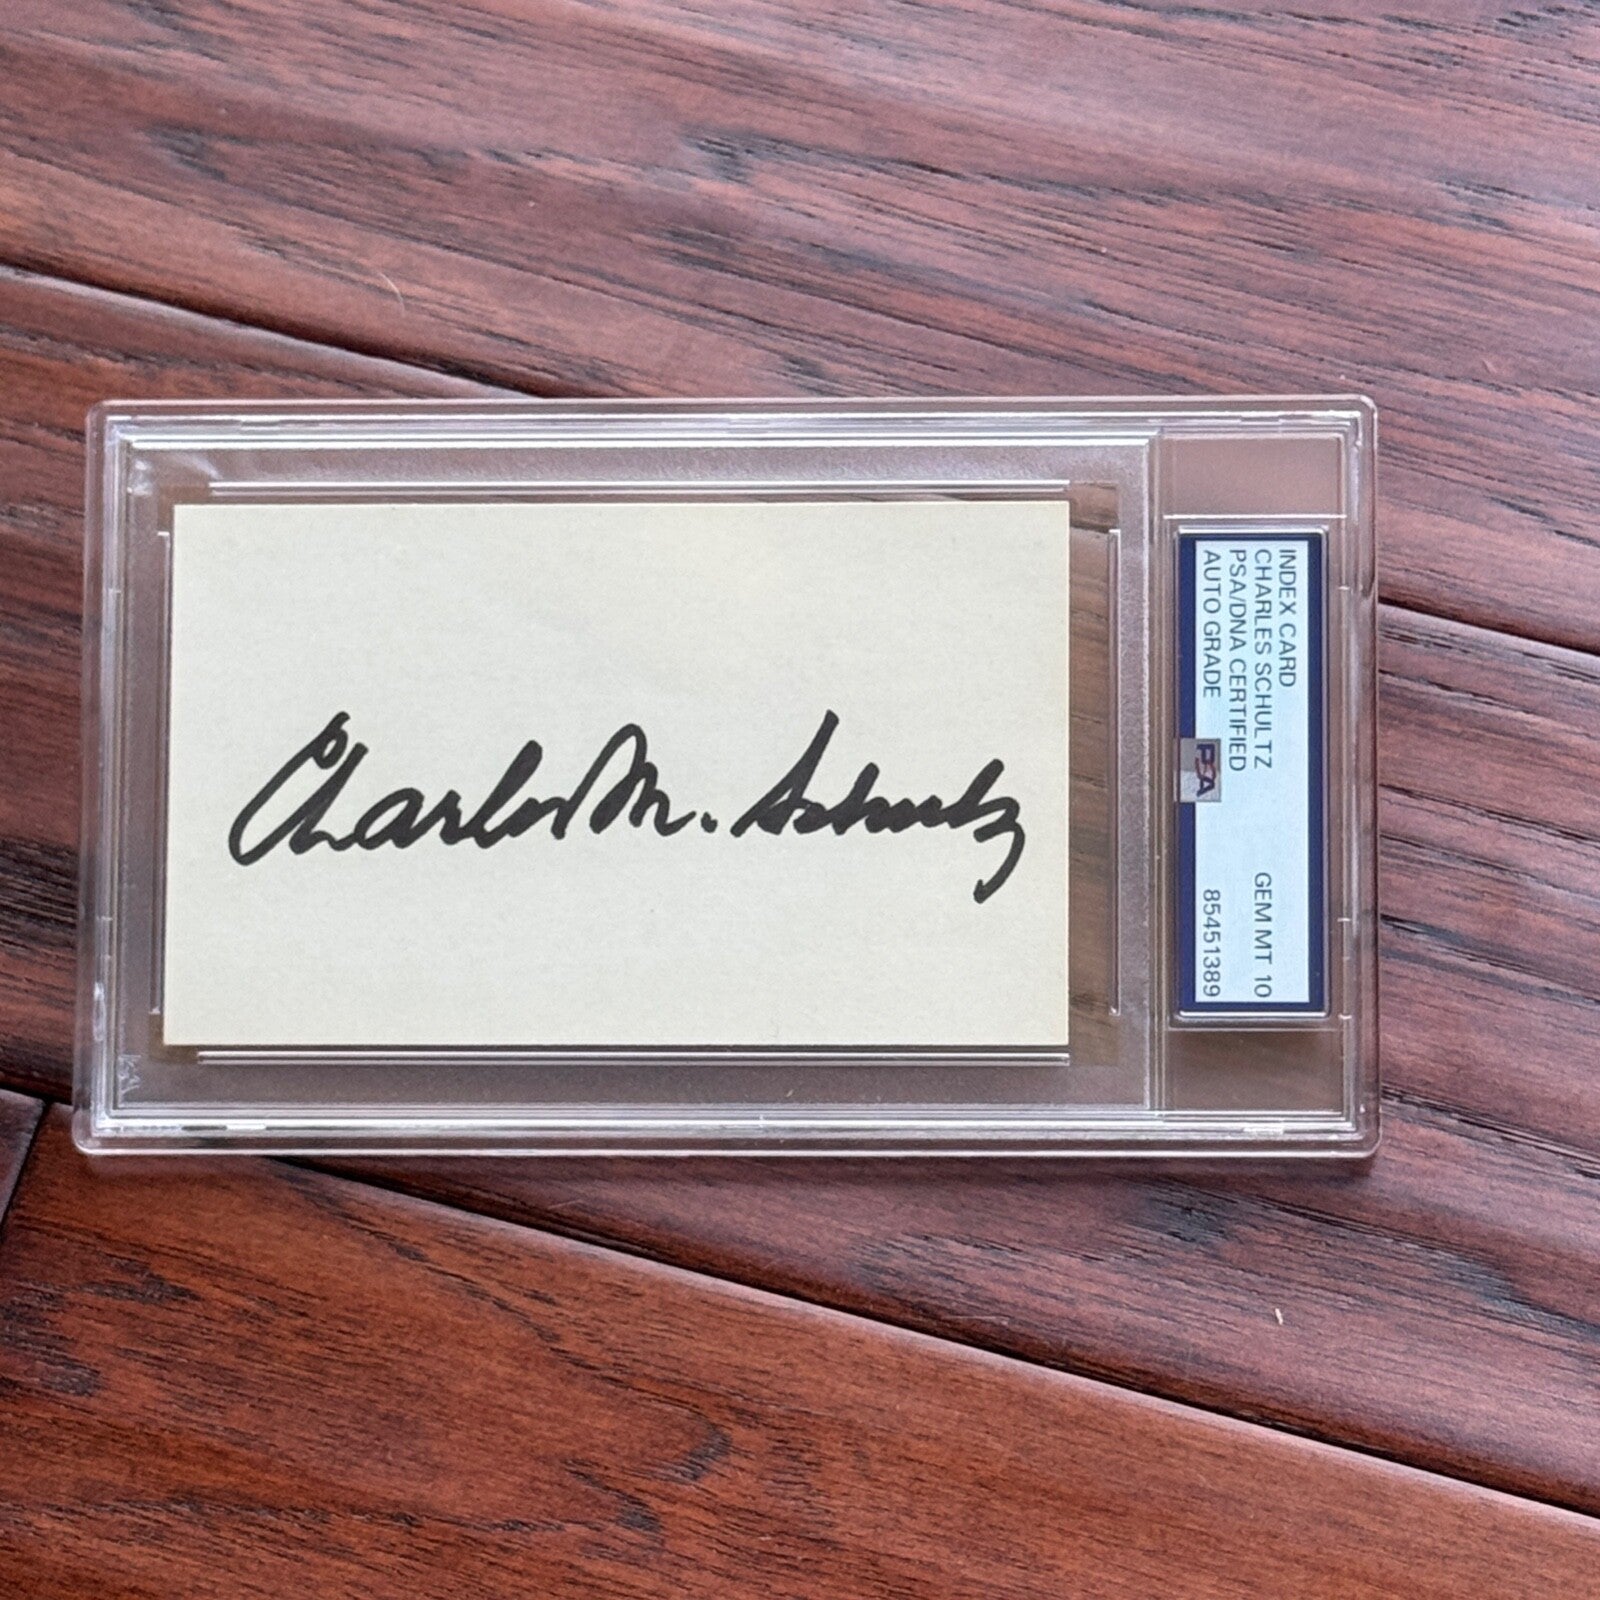 Charles M. Schulz
INDEX CARD
CHARLES SCHULTZ GEM MT 10
PSA/DNA CERTIFIED
AUTO GRADE 85451389
PSA